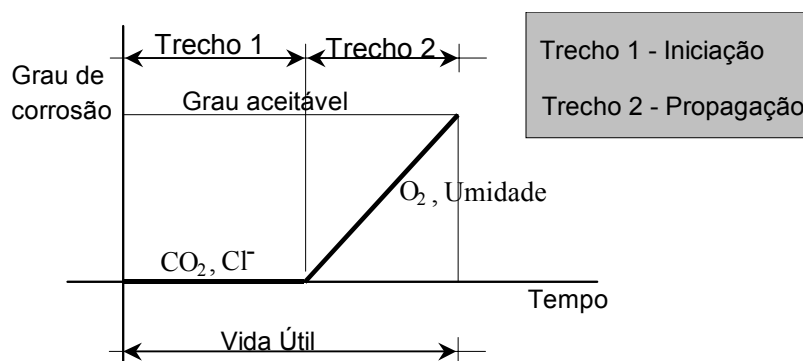 Trecho 1
Trecho 2
Trecho 1 - Iniciação
Trecho 2 - Propagação
Grau de
corrosão
Grau aceitável
O₂ , Umidade
CO₂ , Cl⁻
Tempo
Vida Útil